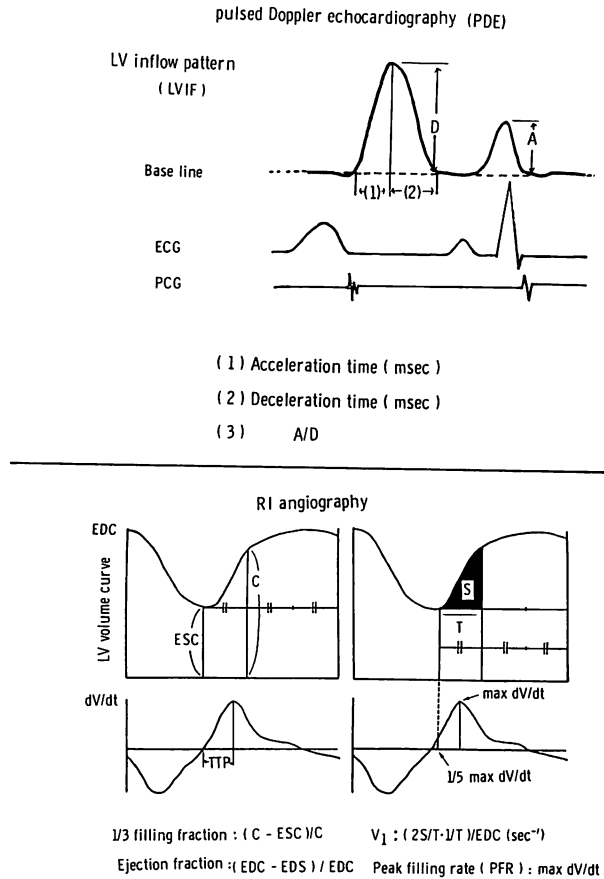 pulsed Doppler echocardiography (PDE)
LV inflow pattern
(LVIF)
D
A
Base line
(1)
(2)
ECG
PCG
(1) Acceleration time (msec)
(2) Deceleration time (msec)
(3) A/D
RI angiography
EDC
LV volume curve
C
ESC
S
T
dV/dt
TTP
max dV/dt
1/5 max dV/dt
1/3 filling fraction : (C - ESC)/C
V1 : (2S/T·1/T)/EDC (sec⁻¹)
Ejection fraction :(EDC - EDS) / EDC
Peak filling rate (PFR) : max dV/dt